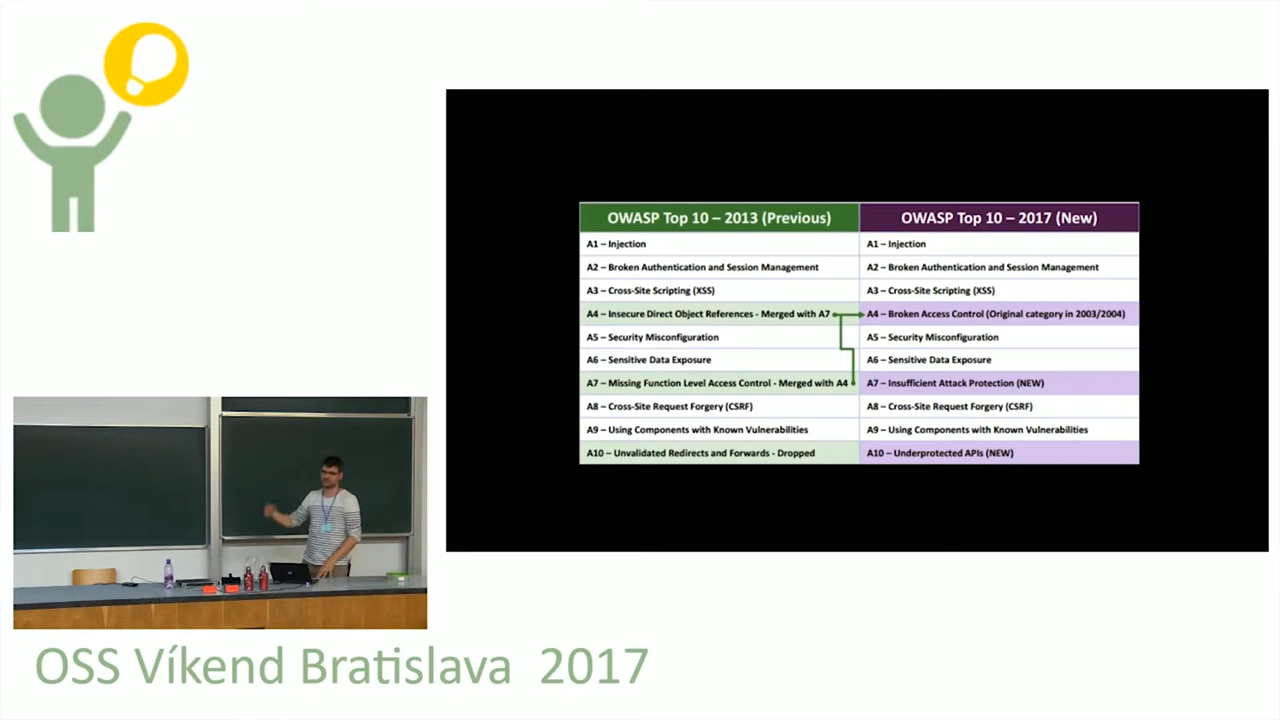 OWASP Top 10 – 2013 (Previous) OWASP Top 10 – 2017 (New)
A1 – Injection A1 – Injection
A2 – Broken Authentication and Session Management A2 – Broken Authentication and Session Management
A3 – Cross-Site Scripting (XSS) A3 – Cross-Site Scripting (XSS)
A4 – Insecure Direct Object References - Merged with A7 A4 – Broken Access Control (Original category in 2003/2004)
A5 – Security Misconfiguration A5 – Security Misconfiguration
A6 – Sensitive Data Exposure A6 – Sensitive Data Exposure
A7 – Missing Function Level Access Control - Merged with A4 A7 – Insufficient Attack Protection (NEW)
A8 – Cross-Site Request Forgery (CSRF) A8 – Cross-Site Request Forgery (CSRF)
A9 – Using Components with Known Vulnerabilities A9 – Using Components with Known Vulnerabilities
A10 – Unvalidated Redirects and Forwards - Dropped A10 – Underprotected APIs (NEW)
OSS Víkend Bratislava 2017